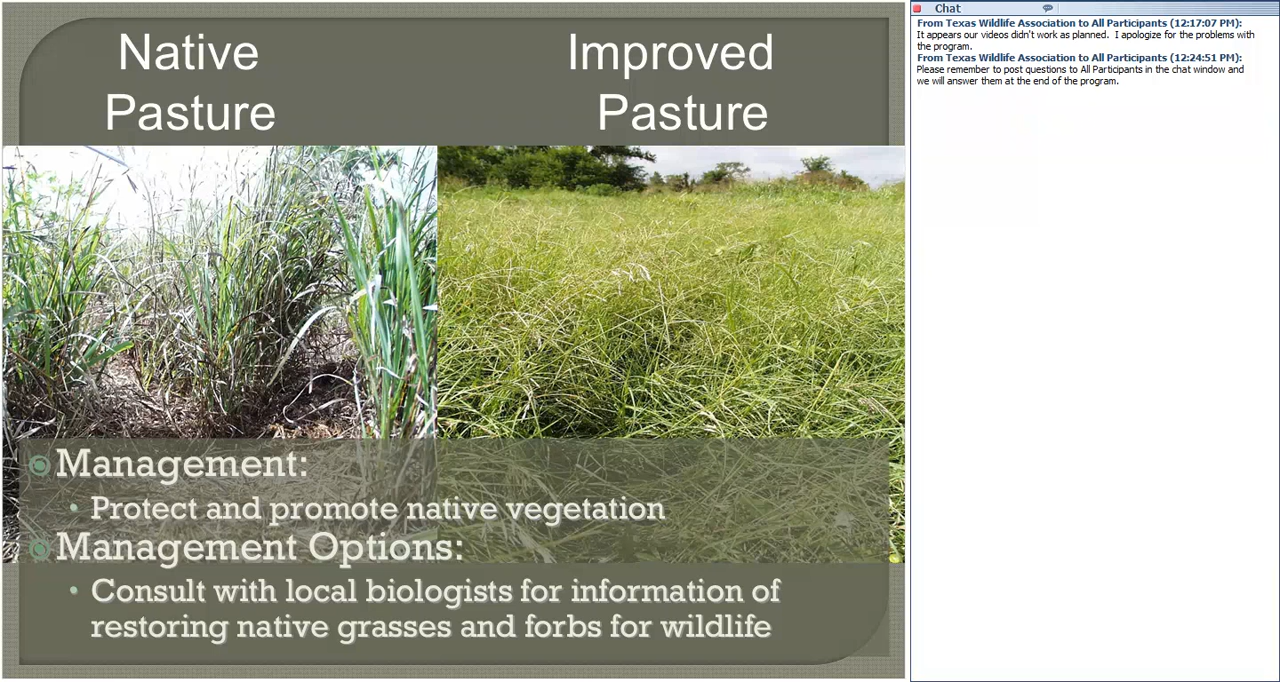 Native
Pasture
Improved
Pasture
Management:
Protect and promote native vegetation
Management Options:
Consult with local biologists for information of
restoring native grasses and forbs for wildlife
Chat
From Texas Wildlife Association to All Participants (12:17:07 PM):
It appears our videos didn't work as planned. I apologize for the problems with
the program.
From Texas Wildlife Association to All Participants (12:24:51 PM):
Please remember to post questions to All Participants in the chat window and
we will answer them at the end of the program.